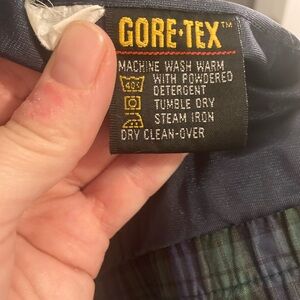 GORE-TEX™
MACHINE WASH WARM
40° WITH POWDERED
DETERGENT
TUMBLE DRY
STEAM IRON
DRY CLEAN-OVER